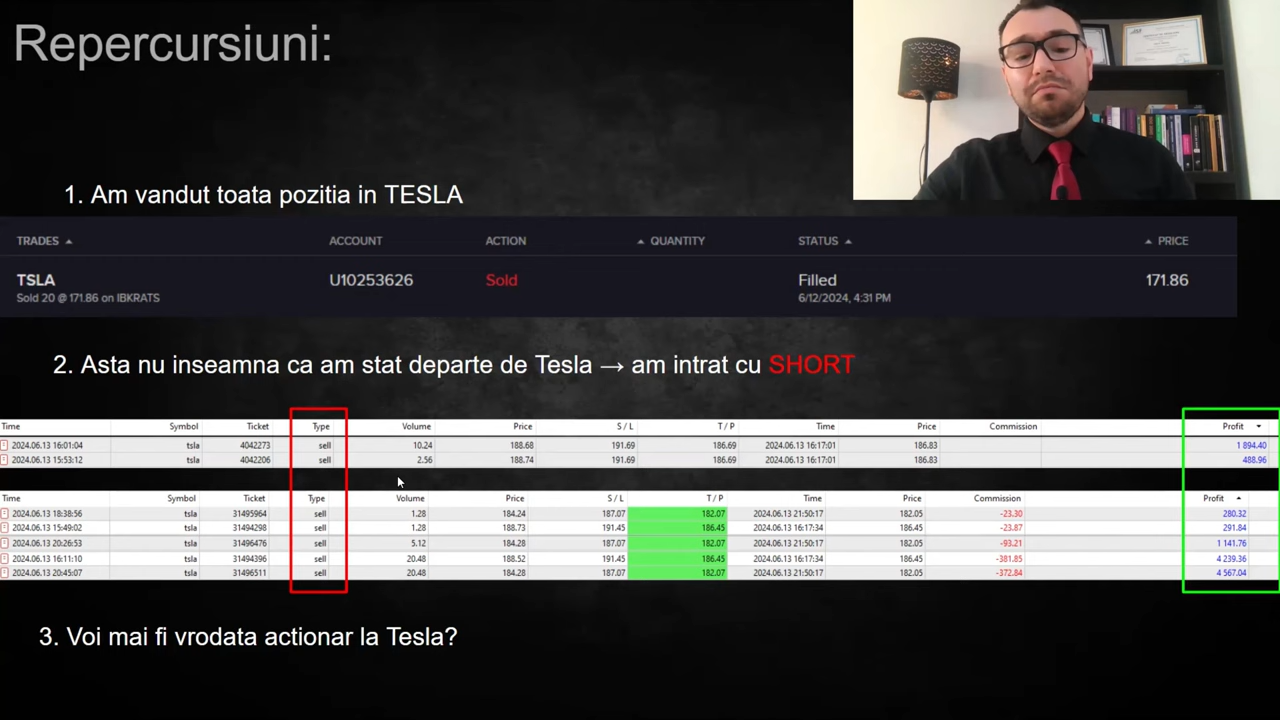 Repercursiuni:
1. Am vandut toata pozitia in TESLA
TRADES ACCOUNT ACTION QUANTITY STATUS PRICE
TSLA U10253626 Sold Filled 171.86
Sold 20 @ 171.86 on IBKRATS 6/12/2024, 4:31 PM
2. Asta nu inseamna ca am stat departe de Tesla → am intrat cu SHORT
Time Symbol Ticket Type Volume Price S / L T / P Time Price Commission Profit
2024.06.13 16:01:04 tsla 4042273 sell 10.24 188.68 191.69 186.69 2024.06.13 16:17:01 186.83 1 894.40
2024.06.13 15:53:12 tsla 4042206 sell 2.56 188.74 191.69 186.69 2024.06.13 16:17:01 186.83 488.96
Time Symbol Ticket Type Volume Price S / L T / P Time Price Commission Profit
2024.06.13 18:38:56 tsla 31495964 sell 1.28 184.24 187.07 182.07 2024.06.13 21:50:17 182.05 -23.30 280.32
2024.06.13 15:49:02 tsla 31494298 sell 1.28 188.73 191.45 186.45 2024.06.13 16:17:34 186.45 -23.87 291.84
2024.06.13 20:26:53 tsla 31496476 sell 5.12 184.28 187.07 182.07 2024.06.13 21:50:17 182.05 -93.21 1 141.76
2024.06.13 16:11:10 tsla 31494396 sell 20.48 188.52 191.45 186.45 2024.06.13 16:17:34 186.45 -381.85 4 239.36
2024.06.13 20:45:07 tsla 31496511 sell 20.48 184.28 187.07 182.07 2024.06.13 21:50:17 182.05 -372.84 4 567.04
3. Voi mai fi vrodata actionar la Tesla?